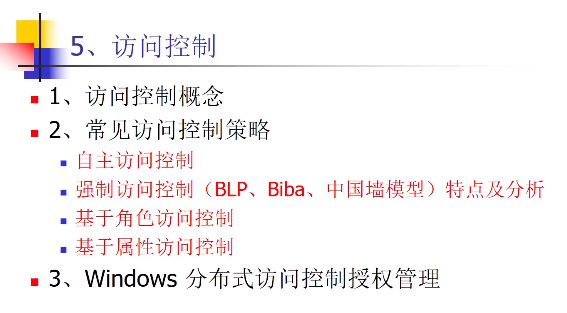 5、访问控制
1、访问控制概念
2、常见访问控制策略
自主访问控制
强制访问控制（BLP、Biba、中国墙模型）特点及分析
基于角色访问控制
基于属性访问控制
3、Windows 分布式访问控制授权管理